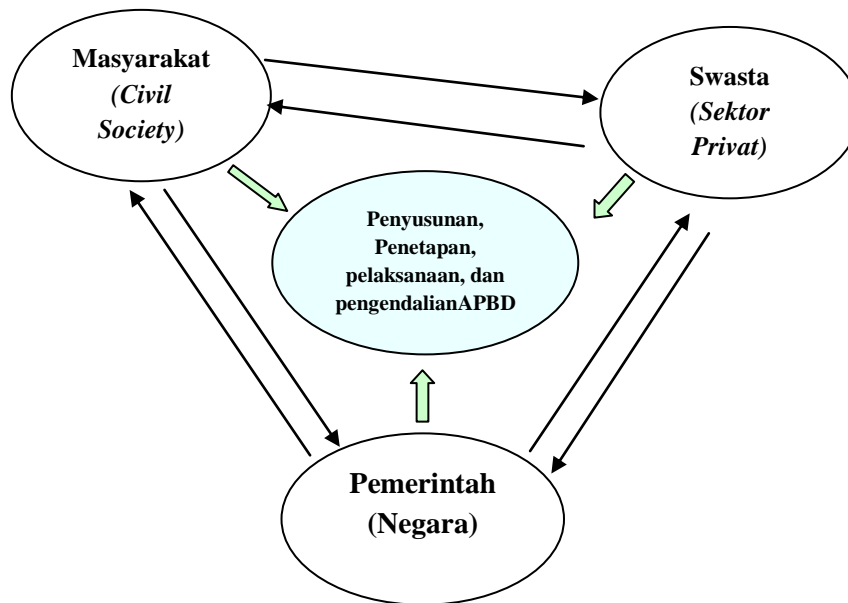 Masyarakat
(Civil
Society)
Swasta
(Sektor
Privat)
Penyusunan,
Penetapan,
pelaksanaan, dan
pengendalianAPBD
Pemerintah
(Negara)